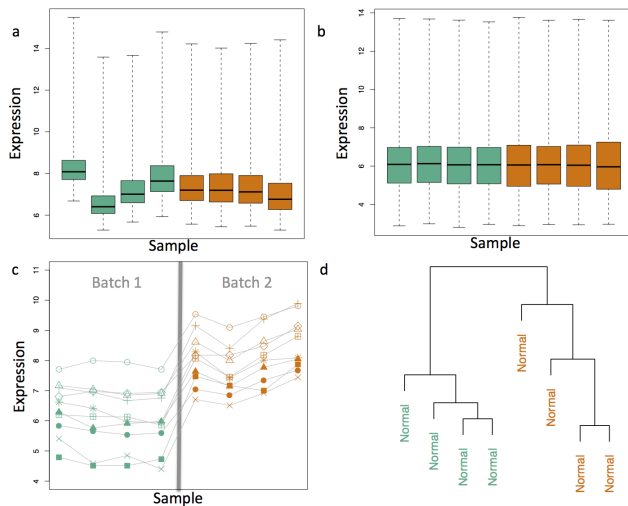 a
Expression
14
12
10
8
6
Sample
b
Expression
14
12
10
8
6
4
Sample
c
Expression
11
10
9
8
7
6
5
4
Batch 1
Batch 2
Sample
d
Normal
Normal
Normal
Normal
Normal
Normal
Normal
Normal